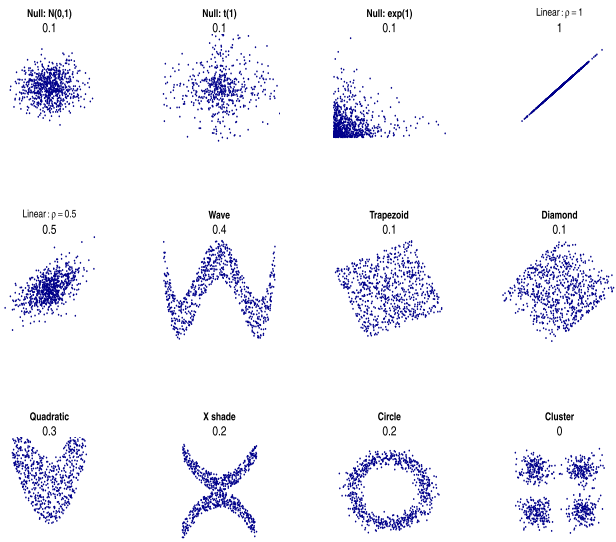 Null: N(0,1)
0.1
Null: t(1)
0.1
Null: exp(1)
0.1
Linear: ρ = 1
1
Linear: ρ = 0.5
0.5
Wave
0.4
Trapezoid
0.1
Diamond
0.1
Quadratic
0.3
X shade
0.2
Circle
0.2
Cluster
0